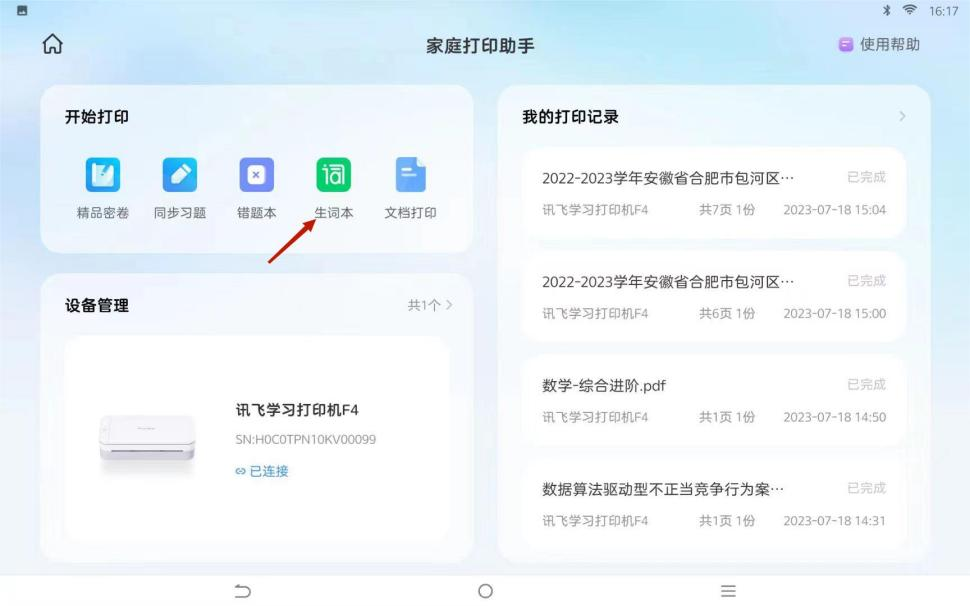 16:17
家庭打印助手
使用帮助
开始打印
词
精品密卷 同步习题 错题本 生词本 文档打印
设备管理 共1个
讯飞学习打印机F4
SN:H0C0TPN10KV00099
已连接
我的打印记录
2022-2023学年安徽省合肥市包河区… 已完成
讯飞学习打印机F4 共7页 1份 2023-07-18 15:04
2022-2023学年安徽省合肥市包河区… 已完成
讯飞学习打印机F4 共6页 1份 2023-07-18 15:00
数学-综合进阶.pdf 已完成
讯飞学习打印机F4 共1页 1份 2023-07-18 14:50
数据算法驱动型不正当竞争行为案… 已完成
讯飞学习打印机F4 共1页 1份 2023-07-18 14:31